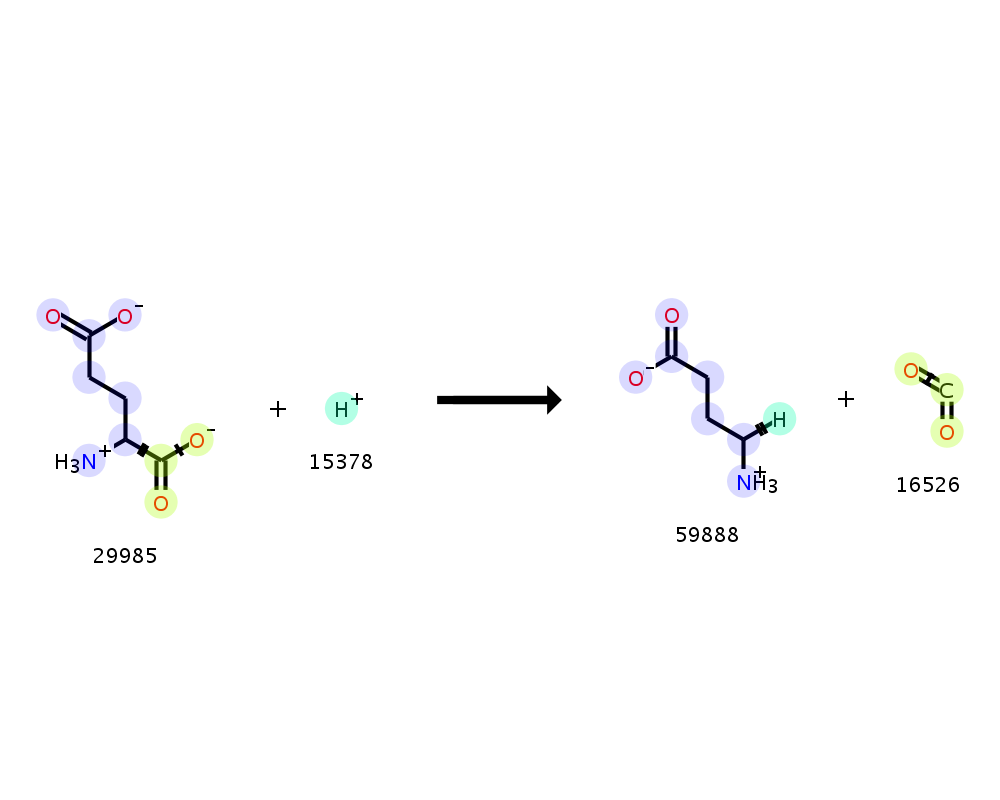 O O⁻
H₃N⁺ O⁻
O
29985
+
H⁺
15378
O
O⁻
H
NH₃⁺
59888
+
O C
O
16526